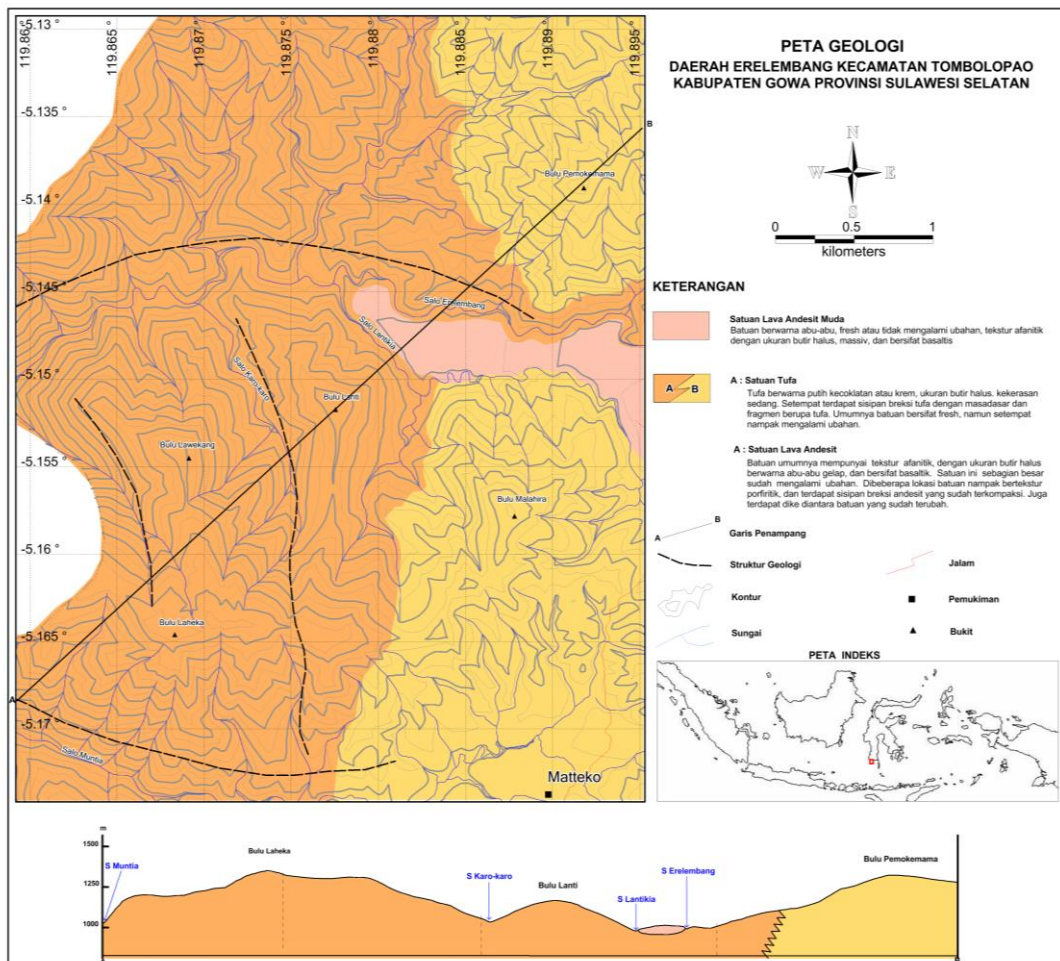 PETA GEOLOGI
DAERAH ERELEMBANG KECAMATAN TOMBOLOPAO
KABUPATEN GOWA PROVINSI SULAWESI SELATAN
N
W E
S
0 0.5 1
kilometers
KETERANGAN
Satuan Lava Andesit Muda
Batuan berwarna abu-abu, fresh atau tidak mengalami ubahan, tekstur afanitik
dengan ukuran butir halus, massiv, dan bersifat basaltis
A B
A : Satuan Tufa
Tufa berwarna putih kecoklatan atau krem, ukuran butir halus. kekerasan
sedang. Setempat terdapat sisipan breksi tufa dengan masadasar dan
fragmen berupa tufa. Umumnya batuan bersifat fresh, namun setempat
nampak mengalami ubahan.
A : Satuan Lava Andesit
Batuan umumnya mempunyai tekstur afanitik, dengan ukuran butir halus
berwarna abu-abu gelap, dan bersifat basaltik. Satuan ini sebagian besar
sudah mengalami ubahan. Dibeberapa lokasi batuan nampak bertekstur
porfiritik, dan terdapat sisipan breksi andesit yang sudah terkompaksi. Juga
terdapat dike diantara batuan yang sudah terubah.
A B
Garis Penampang
Struktur Geologi
Jalam
Kontur
Pemukiman
Sungai
Bukit
PETA INDEKS
119.86
119.865
119.87
119.875
119.88
119.885
119.89
119.895
-5.13 °
-5.135 °
-5.14 °
-5.145 °
-5.15 °
-5.155 °
-5.16 °
-5.165 °
-5.17 °
B
Bulu Pemokemama
Salo Erelembang
Salo Lantikia
Salo Karo-karo
Bulu Lanti
Bulu Lawekang
Bulu Malahira
Bulu Laheka
A
Salo Muntia
Matteko
m
1500
1250
1000
S Muntia
Bulu Laheka
S Karo-karo
Bulu Lanti
S Lantikia
S Erelembang
Bulu Pemokemama